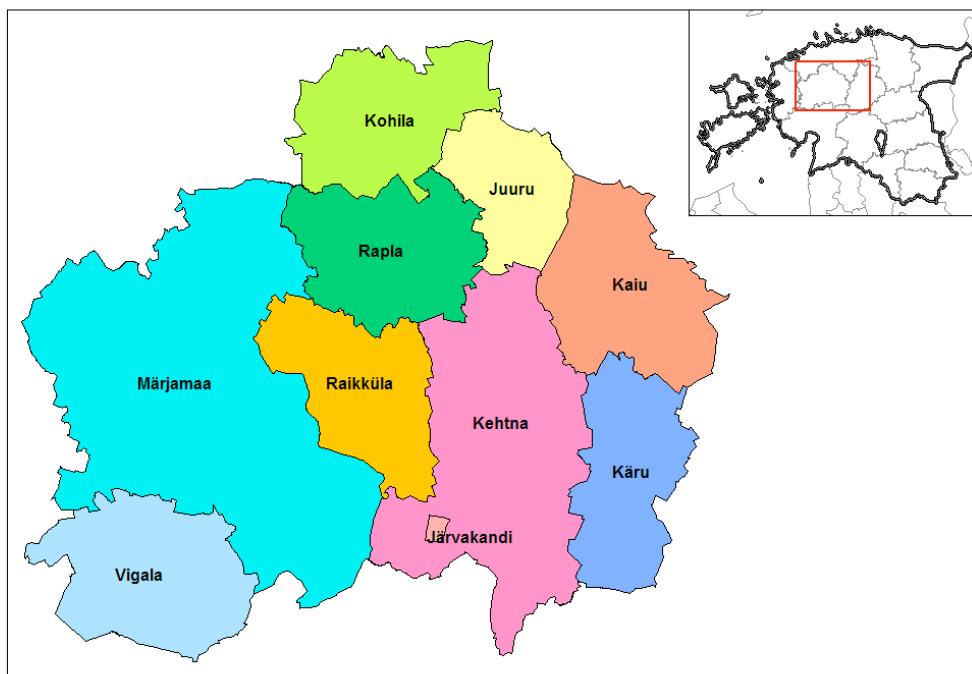 Kohila
Juuru
Rapla
Kaiu
Märjamaa
Raikküla
Kehtna
Käru
Järvakandi
Vigala